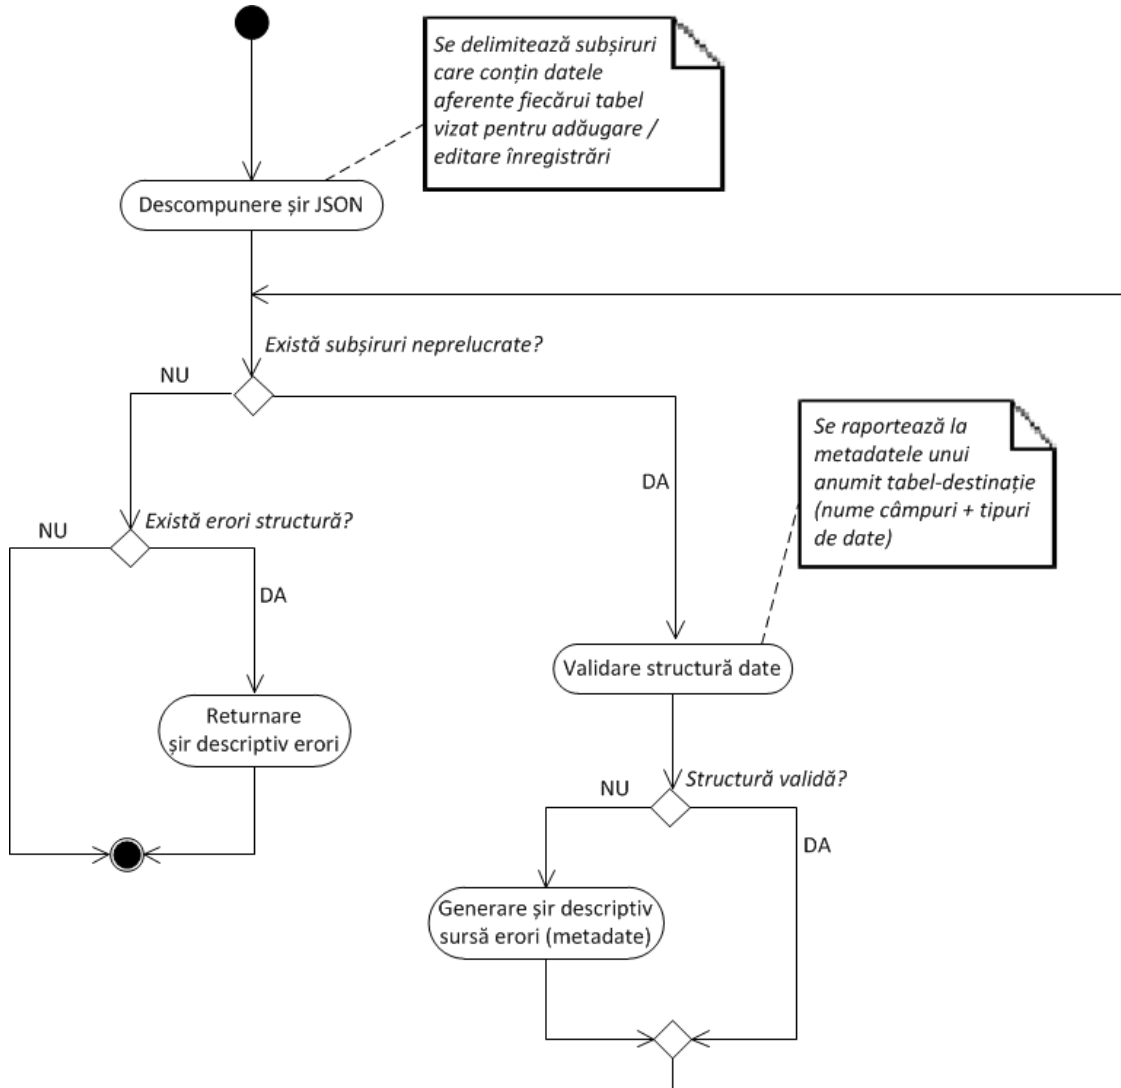 Se delimitează subșiruri
care conțin datele
aferente fiecărui tabel
vizat pentru adăugare /
editare înregistrări
Descompunere șir JSON
Există subșiruri neprelucrate?
NU
DA
Se raportează la
metadatele unui
anumit tabel-destinație
(nume câmpuri + tipuri
de date)
Există erori structură?
NU
DA
Validare structură date
Returnare
șir descriptiv erori
Structură validă?
NU
DA
Generare șir descriptiv
sursă erori (metadate)